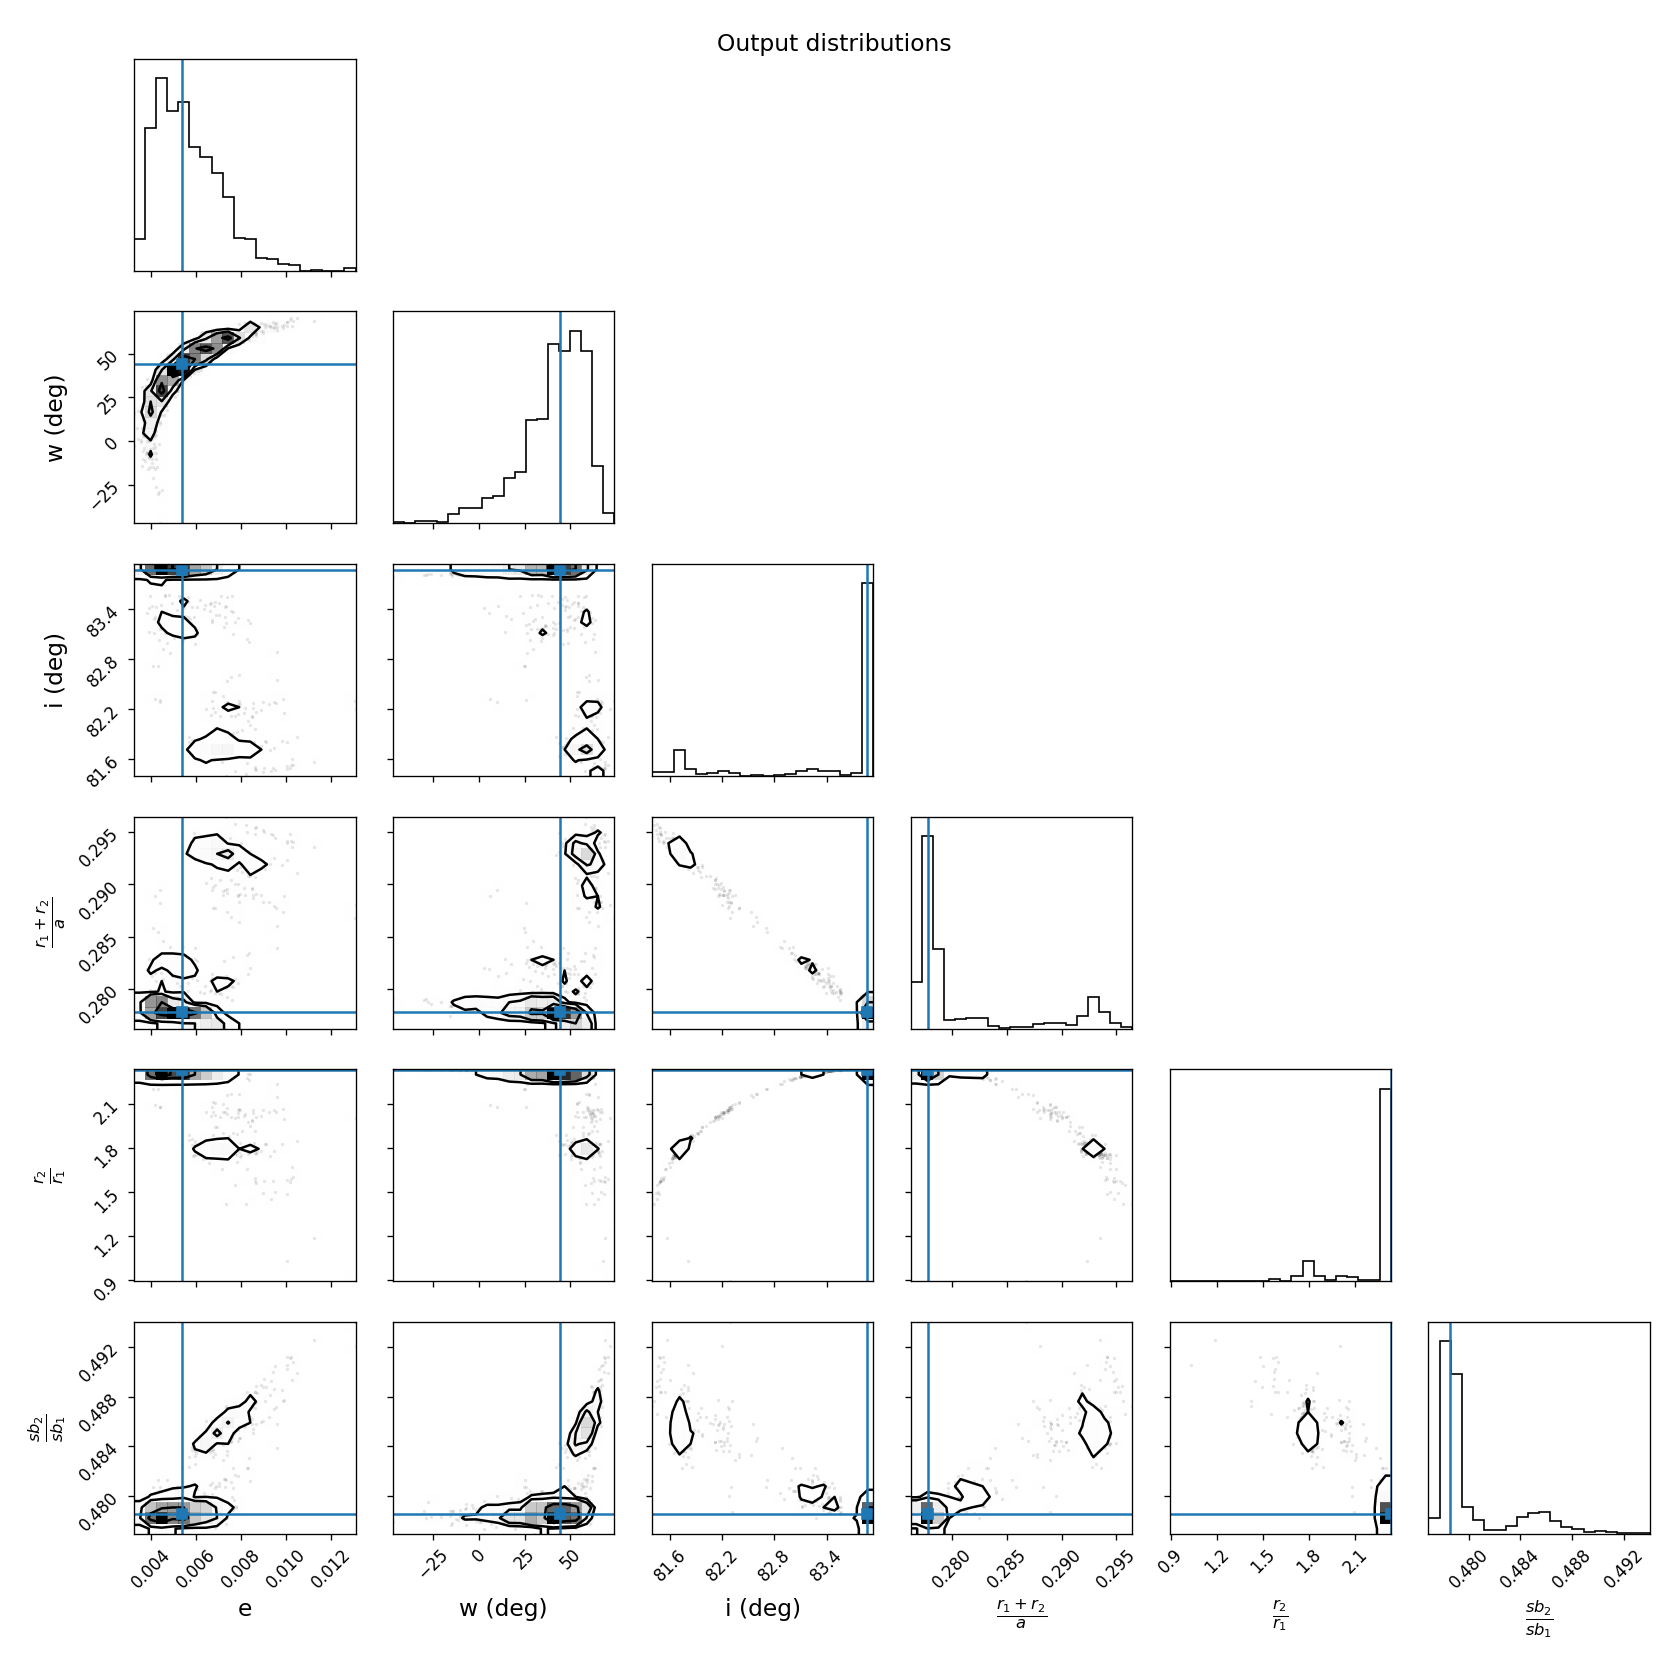 Output distributions
w (deg)
50
25
0
−25
i (deg)
83.4
82.8
82.2
81.6
r₁ + r₂
a
0.295
0.290
0.285
0.280
r₂
r₁
2.1
1.8
1.5
1.2
0.9
sb₂
sb₁
0.492
0.488
0.484
0.480
0.004 0.006 0.008 0.010 0.012
−25 0 25 50
81.6 82.2 82.8 83.4
0.280 0.285 0.290 0.295
0.9 1.2 1.5 1.8 2.1
0.480 0.484 0.488 0.492
e
w (deg)
i (deg)
r₁ + r₂
a
r₂
r₁
sb₂
sb₁